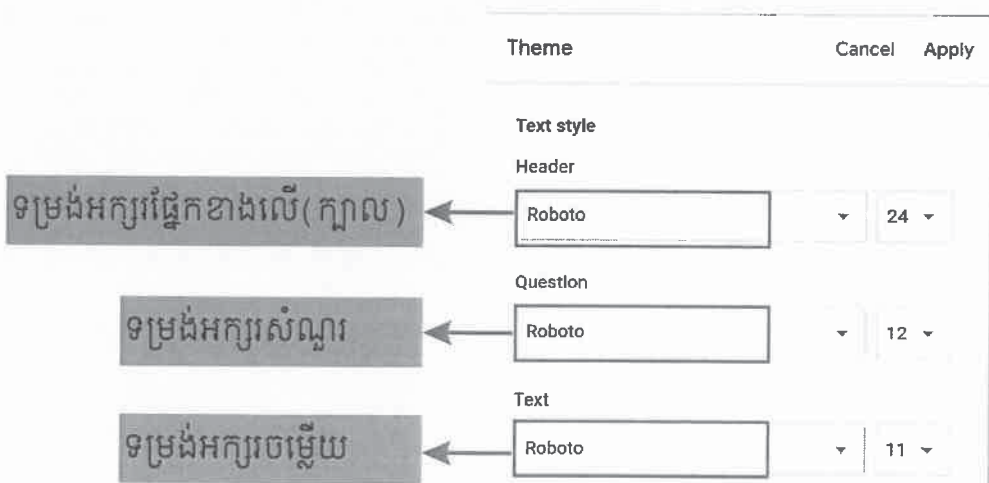 Theme Cancel Apply
Text style
Header
ទម្រង់អក្សរផ្នែកខាងលើ(ក្បាល) Roboto 24
Question
ទម្រង់អក្សរសំណួរ Roboto 12
Text
ទម្រង់អក្សរចម្លើយ Roboto 11